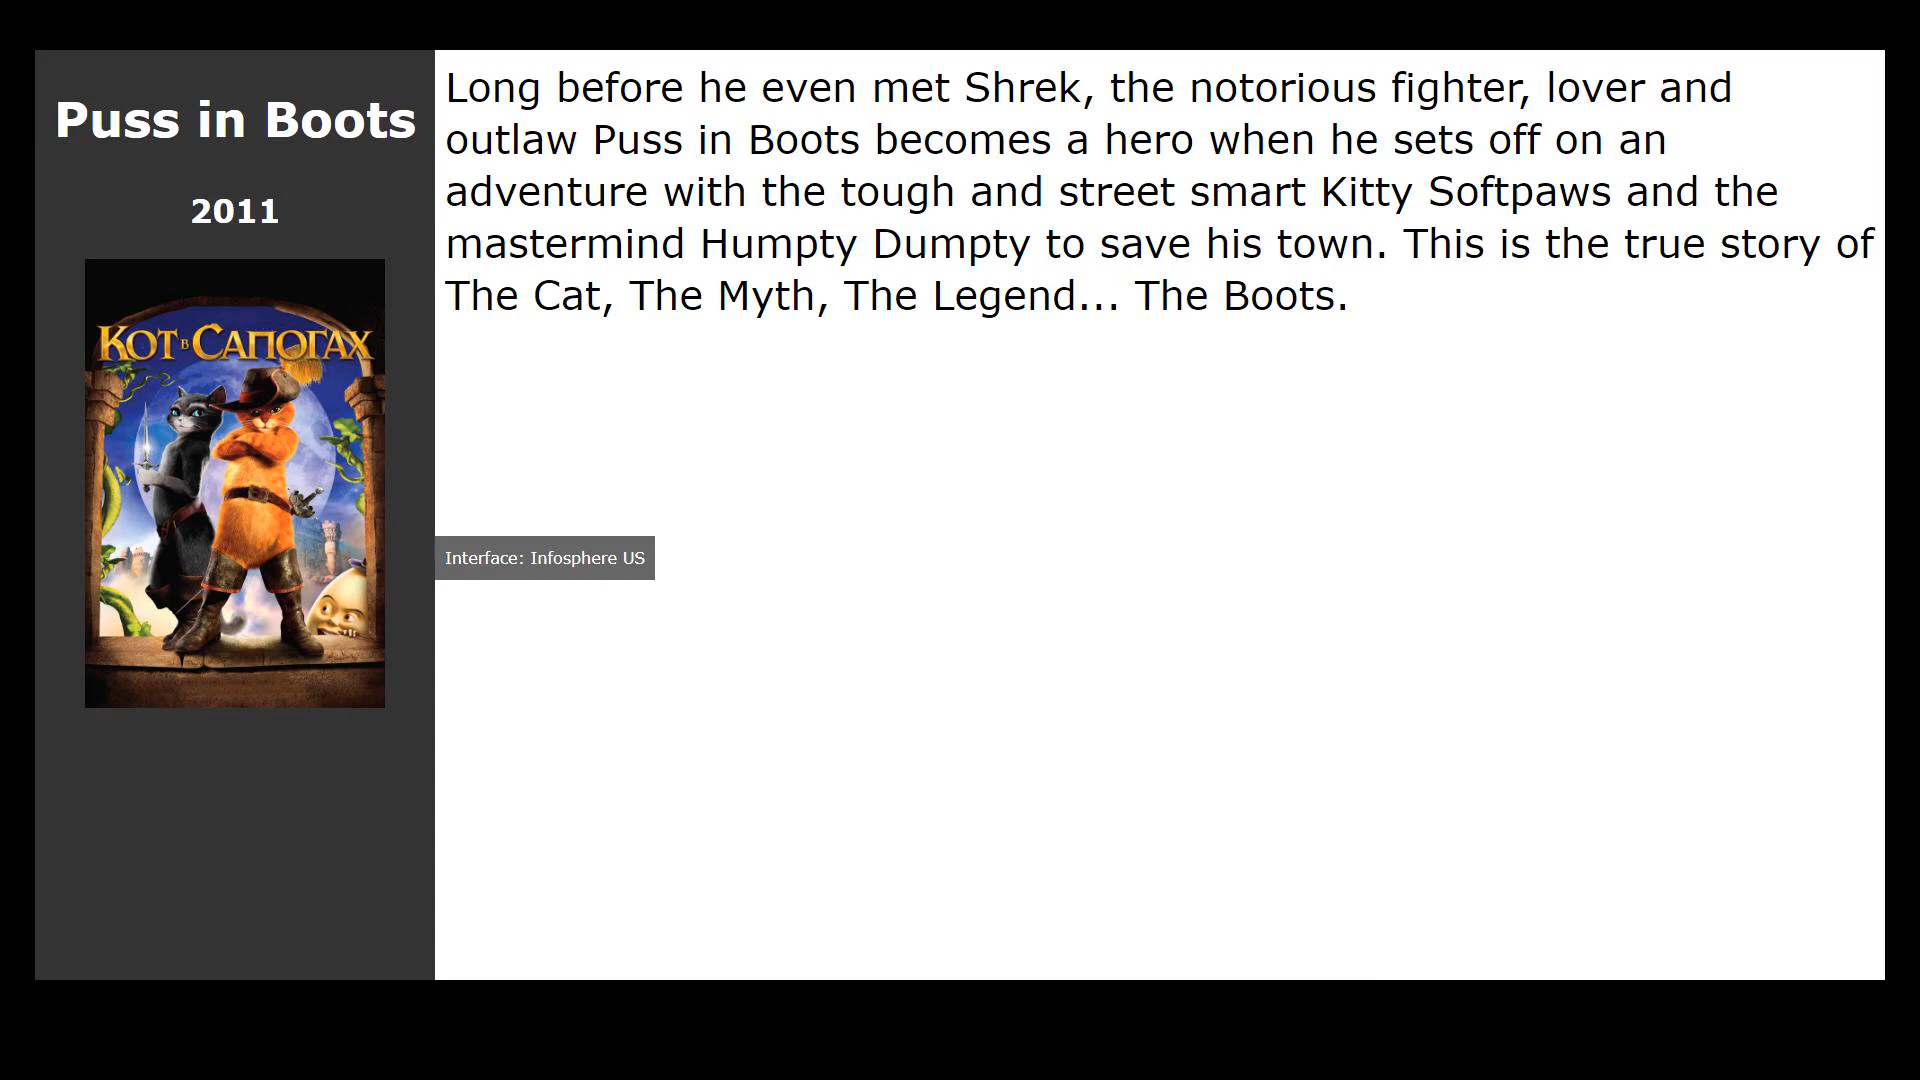 Puss in Boots
2011
Кот в Сапогах
Long before he even met Shrek, the notorious fighter, lover and
outlaw Puss in Boots becomes a hero when he sets off on an
adventure with the tough and street smart Kitty Softpaws and the
mastermind Humpty Dumpty to save his town. This is the true story of
The Cat, The Myth, The Legend... The Boots.
Interface: Infosphere US